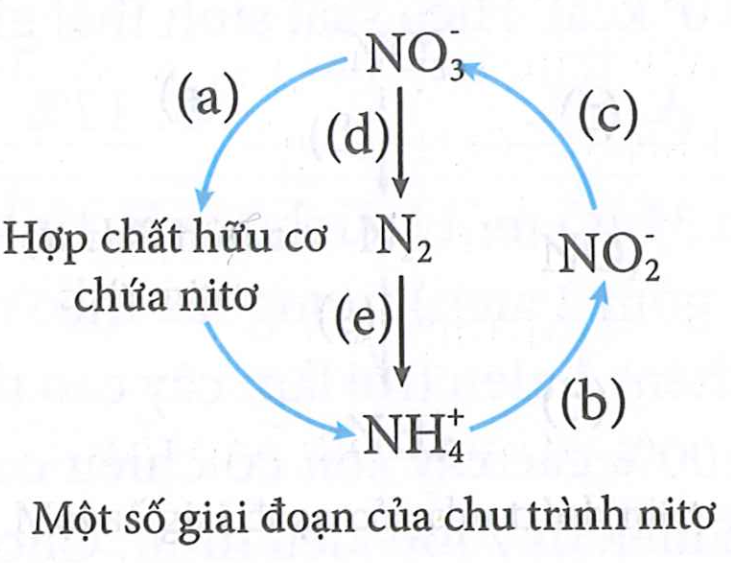 NO₃⁻
(a)
(d)
(c)
Hợp chất hữu cơ
chứa nitơ
N₂
NO₂⁻
(e)
NH₄⁺
(b)
Một số giai đoạn của chu trình nitơ